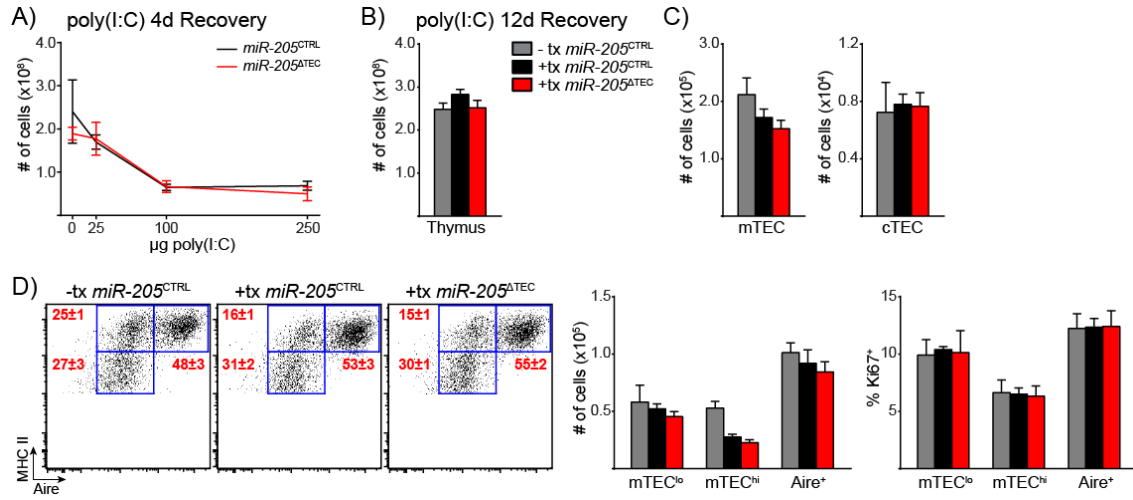 A) poly(I:C) 4d Recovery
# of cells (x10⁸)
4.0
3.0
2.0
1.0
0
25
100
250
µg poly(I:C)
miR-205ᶜᵀᴿᴸ
miR-205ᐞᵀᴱᶜ
B) poly(I:C) 12d Recovery
# of cells (x10⁸)
4.0
3.0
2.0
1.0
Thymus
- tx miR-205ᶜᵀᴿᴸ
+tx miR-205ᶜᵀᴿᴸ
+tx miR-205ᐞᵀᴱᶜ
C)
# of cells (x10⁵)
3.0
2.0
1.0
mTEC
# of cells (x10⁴)
1.2
0.8
0.4
cTEC
D)
-tx miR-205ᶜᵀᴿᴸ
25±1
27±3
48±3
+tx miR-205ᶜᵀᴿᴸ
16±1
31±2
53±3
+tx miR-205ᐞᵀᴱᶜ
15±1
30±1
55±2
MHC II
Aire
# of cells (x10⁵)
1.5
1.0
0.5
mTECˡᵒ
mTECʰⁱ
Aire⁺
% Ki67⁺
15
10
5
mTECˡᵒ
mTECʰⁱ
Aire⁺